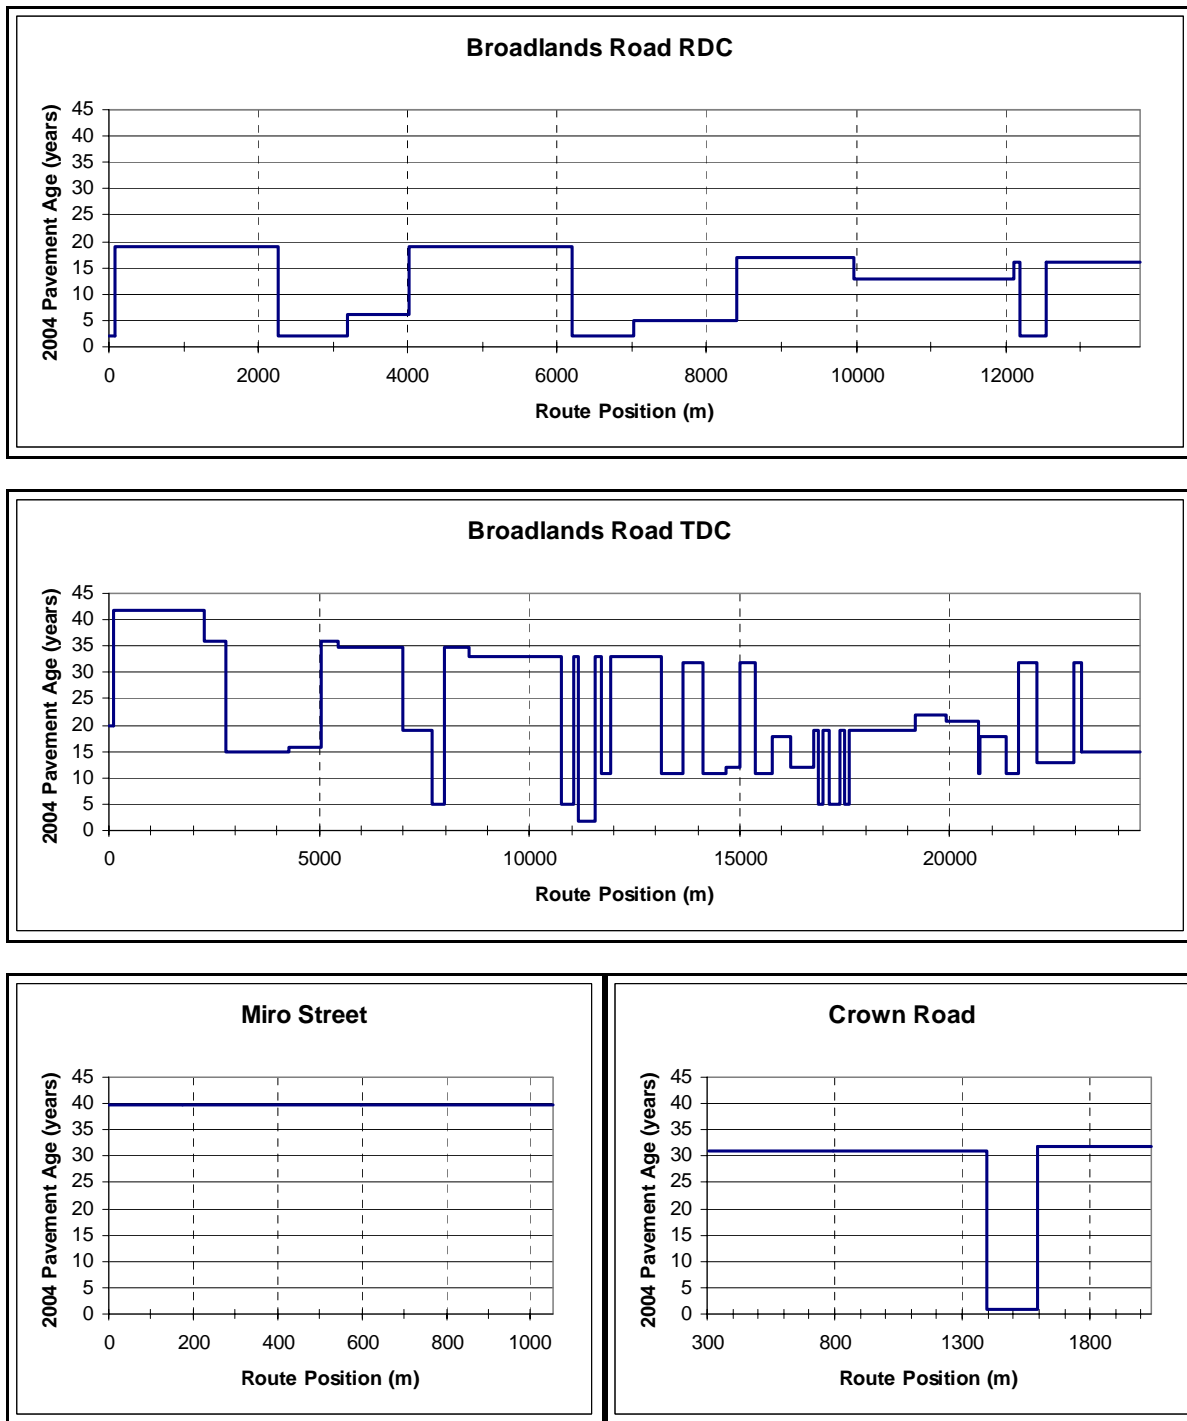 Broadlands Road RDC
2004 Pavement Age (years)
45
40
35
30
25
20
15
10
5
0
0 2000 4000 6000 8000 10000 12000
Route Position (m)
Broadlands Road TDC
2004 Pavement Age (years)
45
40
35
30
25
20
15
10
5
0
0 5000 10000 15000 20000
Route Position (m)
Miro Street
2004 Pavement Age (years)
45
40
35
30
25
20
15
10
5
0
0 200 400 600 800 1000
Route Position (m)
Crown Road
2004 Pavement Age (years)
45
40
35
30
25
20
15
10
5
0
300 800 1300 1800
Route Position (m)